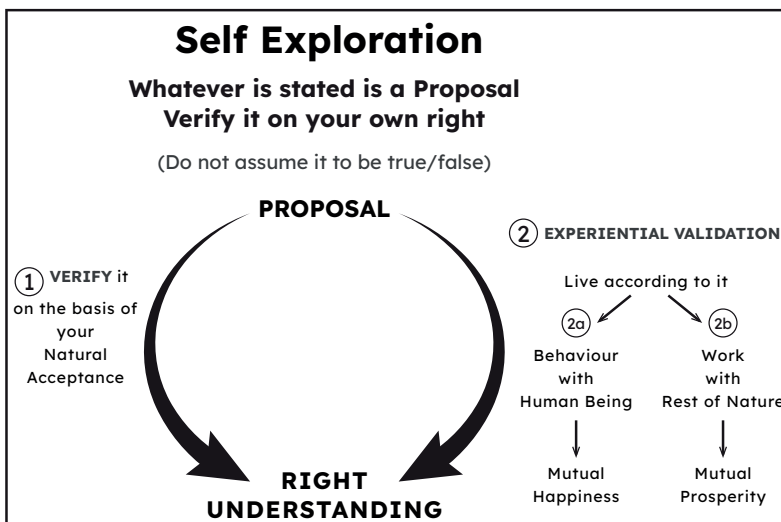 Self Exploration
Whatever is stated is a Proposal
Verify it on your own right
(Do not assume it to be true/false)
PROPOSAL
1 VERIFY it
on the basis of
your
Natural
Acceptance
2 EXPERIENTIAL VALIDATION
Live according to it
2a
Behaviour
with
Human Being
Mutual
Happiness
2b
Work
with
Rest of Nature
Mutual
Prosperity
RIGHT
UNDERSTANDING